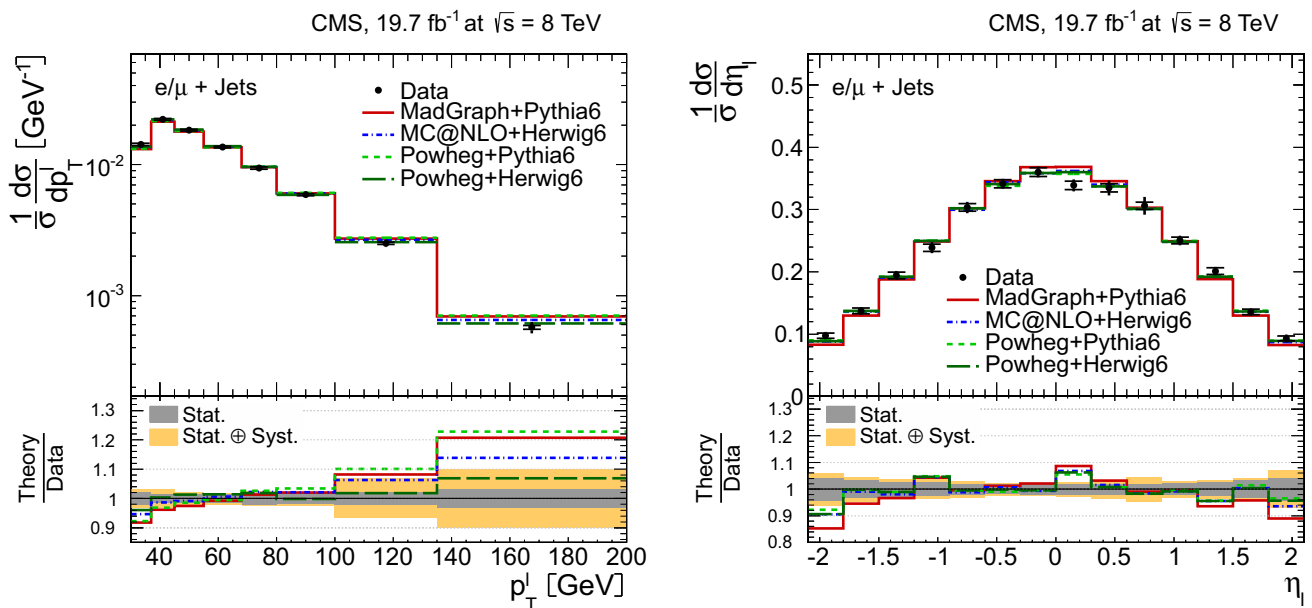 CMS, 19.7 fb⁻¹ at √s = 8 TeV
1/σ dσ/dp_T^l [GeV⁻¹]
e/μ + Jets
Data
MadGraph+Pythia6
MC@NLO+Herwig6
Powheg+Pythia6
Powheg+Herwig6
10⁻²
10⁻³
Theory/Data
Stat.
Stat. ⊕ Syst.
1.3
1.2
1.1
1.0
0.9
40 60 80 100 120 140 160 180 200
p_T^l [GeV]
CMS, 19.7 fb⁻¹ at √s = 8 TeV
1/σ dσ/dη_l
e/μ + Jets
0.5
0.4
0.3
0.2
0.1
0
Data
MadGraph+Pythia6
MC@NLO+Herwig6
Powheg+Pythia6
Powheg+Herwig6
Theory/Data
Stat.
Stat. ⊕ Syst.
1.3
1.2
1.1
1.0
0.9
0.8
-2 -1.5 -1 -0.5 0 0.5 1 1.5 2
η_l